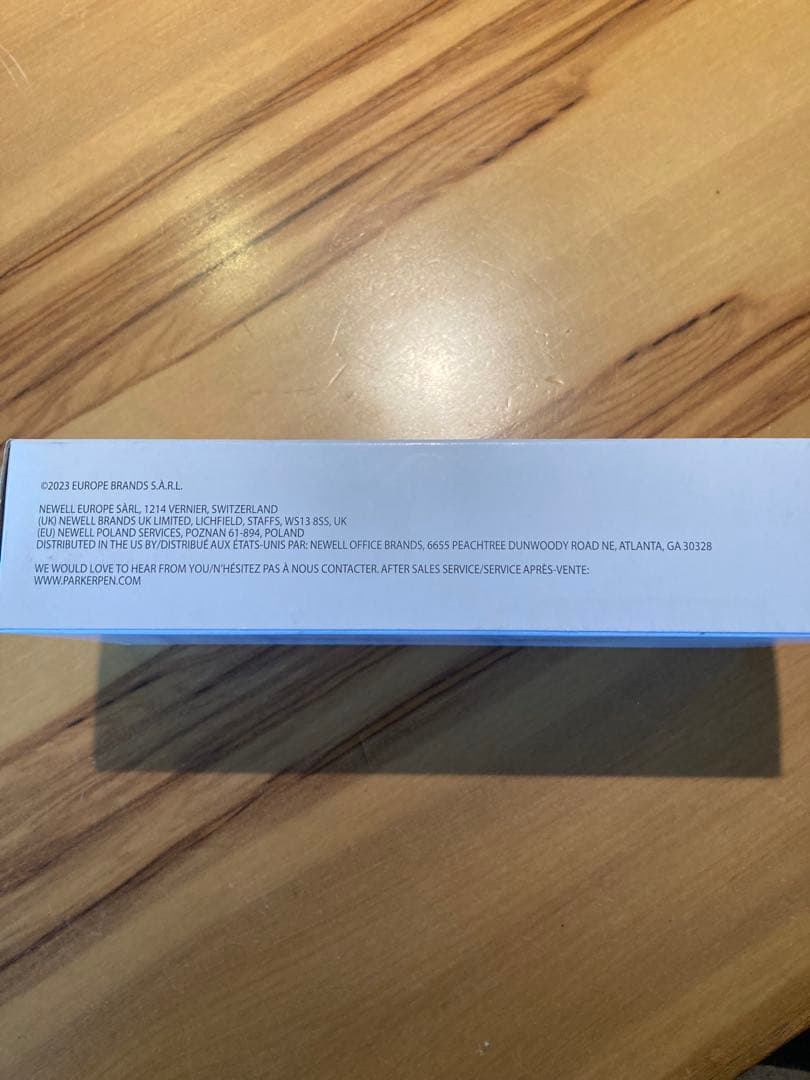 ©2023 EUROPE BRANDS S.À.R.L.
NEWELL EUROPE SÀRL, 1214 VERNIER, SWITZERLAND
(UK) NEWELL BRANDS UK LIMITED, LICHFIELD, STAFFS, WS13 8SS, UK
(EU) NEWELL POLAND SERVICES, POZNAN 61-894, POLAND
DISTRIBUTED IN THE US BY/DISTRIBUÉ AUX ÉTATS-UNIS PAR: NEWELL OFFICE BRANDS, 6655 PEACHTREE DUNWOODY ROAD NE, ATLANTA, GA 30328
WE WOULD LOVE TO HEAR FROM YOU/N'HÉSITEZ PAS À NOUS CONTACTER. AFTER SALES SERVICE/SERVICE APRÈS-VENTE:
WWW.PARKERPEN.COM